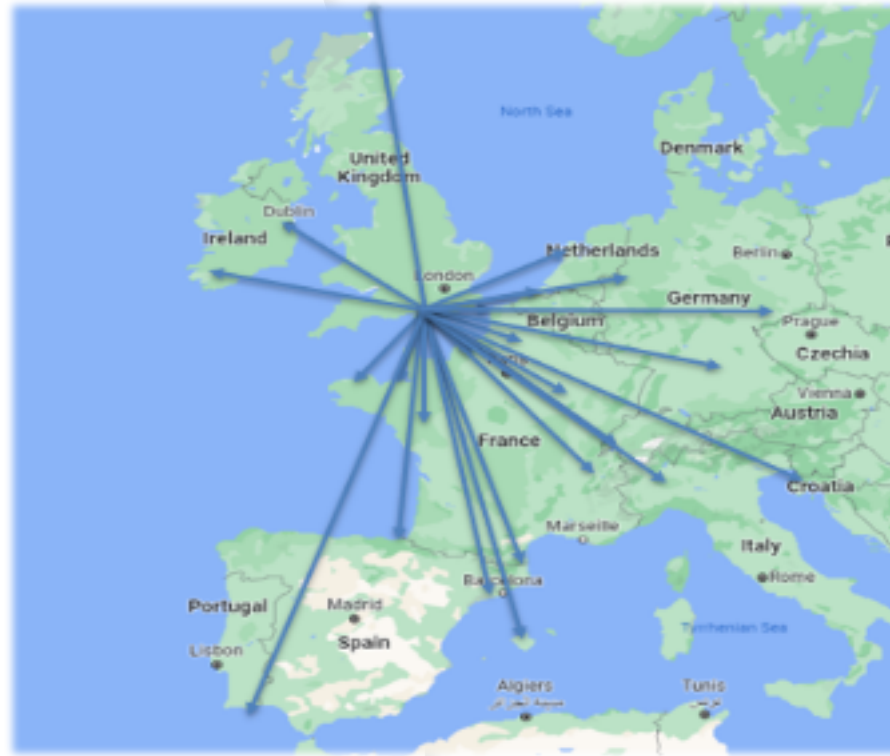 North Sea
Denmark
United
Kingdom
Dublin
Ireland
Netherlands
Berlin
London
Germany
Belgium
Prague
Czechia
Vienna
Austria
France
Croatia
Marseille
Italy
Rome
Barcelona
Portugal
Madrid
Spain
Tyrrhenian Sea
Lisbon
Algiers
Tunis
تونس